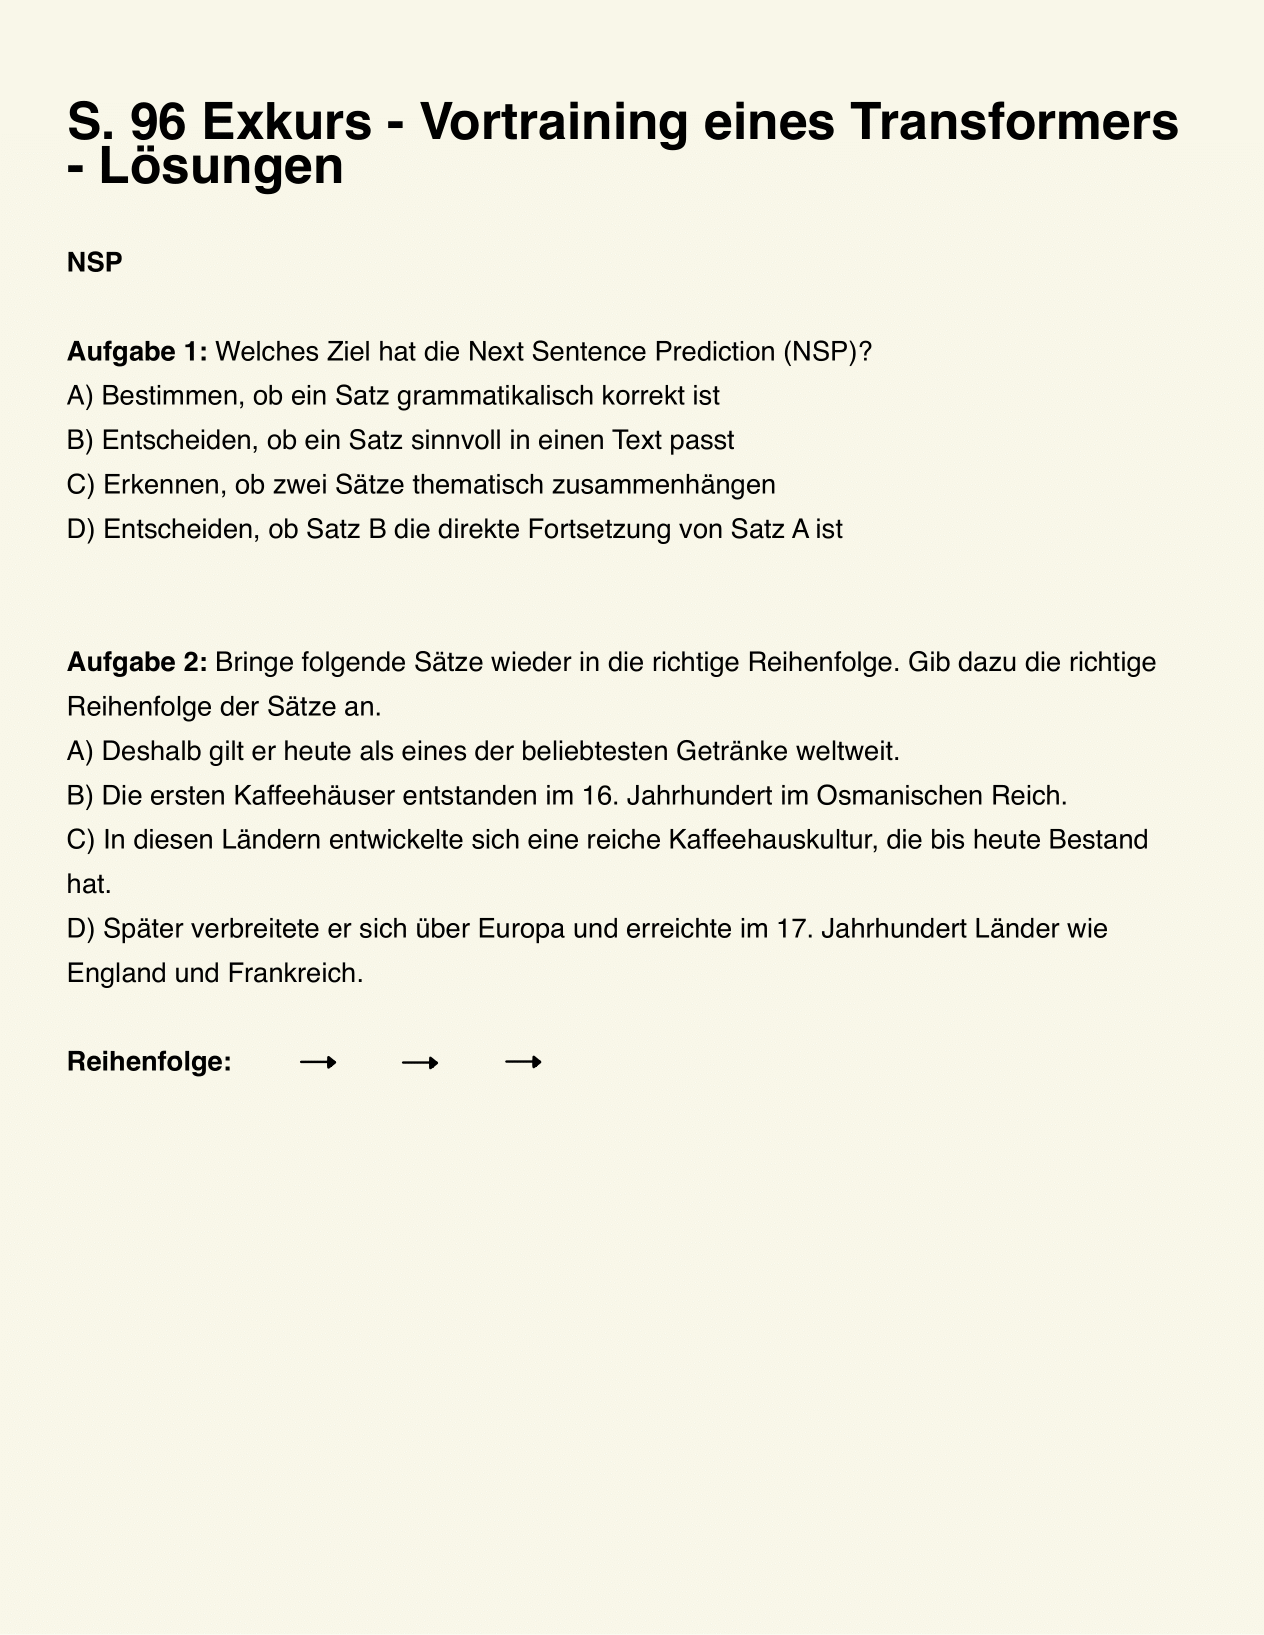 S. 96 Exkurs - Vortraining eines Transformers
- Lösungen
NSP
Aufgabe 1: Welches Ziel hat die Next Sentence Prediction (NSP)?
A) Bestimmen, ob ein Satz grammatikalisch korrekt ist
B) Entscheiden, ob ein Satz sinnvoll in einen Text passt
C) Erkennen, ob zwei Sätze thematisch zusammenhängen
D) Entscheiden, ob Satz B die direkte Fortsetzung von Satz A ist
Aufgabe 2: Bringe folgende Sätze wieder in die richtige Reihenfolge. Gib dazu die richtige
Reihenfolge der Sätze an.
A) Deshalb gilt er heute als eines der beliebtesten Getränke weltweit.
B) Die ersten Kaffeehäuser entstanden im 16. Jahrhundert im Osmanischen Reich.
C) In diesen Ländern entwickelte sich eine reiche Kaffeehauskultur, die bis heute Bestand
hat.
D) Später verbreitete er sich über Europa und erreichte im 17. Jahrhundert Länder wie
England und Frankreich.
Reihenfolge: → → →